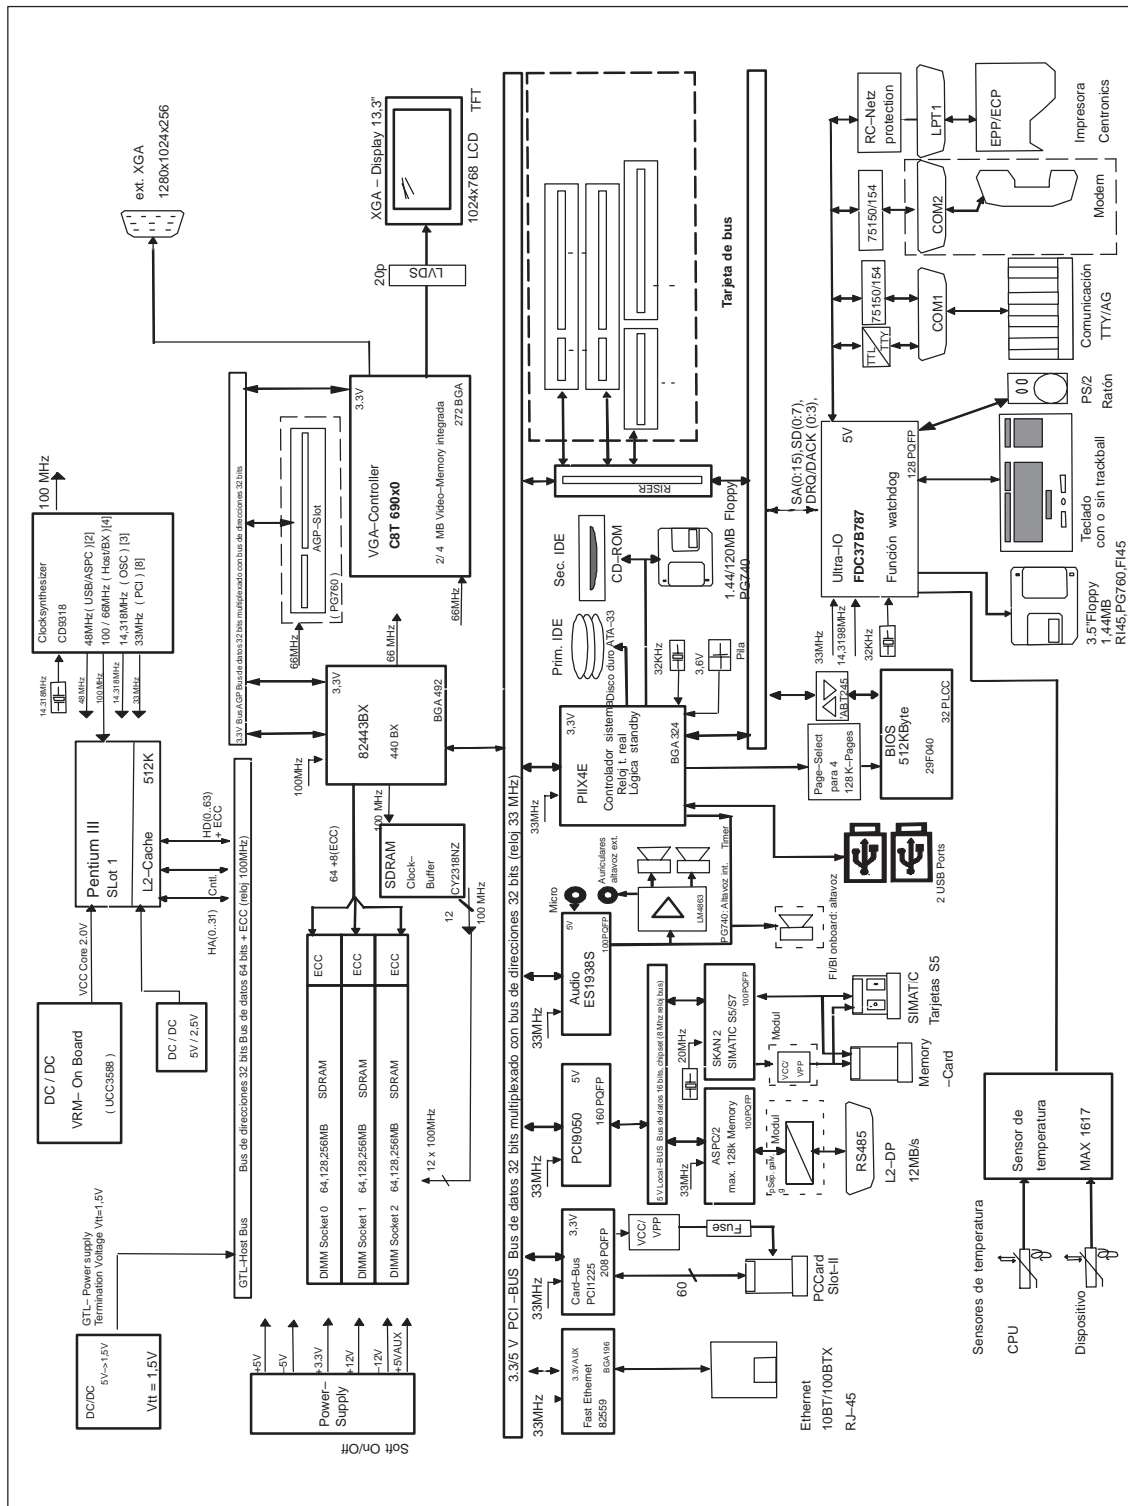 DC/DC
5V–>1,5V
Vtt = 1,5V
GTL– Power supply
Termination Voltage Vtt=1,5V
DC / DC
VRM– On Board
( UCC3588 )
VCC Core 2.0V
DC / DC
5V / 2,5V
Pentium III
SLot 1
L2–Cache
512K
HA(0..31)
Cntl.
HD(0..63)
+ ECC
Clocksynthesizer
CD9318
48MHz( USB/ASPC )[2]
100 / 66MHz ( Host/BX )[4]
14.318MHz ( OSC ) [3]
33MHz ( PCI ) [8]
14.318MHz
48 MHz
100MHz
14.318MHz
33 MHz
100 MHz
ext. XGA
1280x1024x256
GTL–Host Bus
Bus de direcciones 32 bits Bus de datos 64 bits + ECC (reloj 100MHz)
3.3V Bus AGP Bus de datos 32 bits multiplexado con bus de direcciones 32 bits
Soft On/Off
Power–
Supply
+5V
–5V
+3.3V
+12V
–12V
+5VAUX
DIMM Socket 0 64,128,256MB SDRAM ECC
DIMM Socket 1 64,128,256MB SDRAM ECC
DIMM Socket 2 64,128,256MB SDRAM ECC
12 x 100MHz
64 +8(ECC)
100MHz
3,3V
82443BX
440 BX
BGA 492
66 MHz
66MHz
100 MHz
SDRAM
Clock–
Buffer
CY2318NZ
12
100 MHz
AGP–Slot
( PG760 )
3.3V
VGA–Controller
C8T 690x0
2/ 4 MB Video–Memory integrada
272 BGA
66MHz
20p
LVDS
XGA – Display 13,3"
1024x768 LCD TFT
3.3/5 V PCI –BUS Bus de datos 32 bits multiplexado con bus de direcciones 32 bits (reloj 33 MHz)
33MHz
3.3V AUX
Fast Ethernet
82559
BGA196
Ethernet
10BT/100BTX
RJ–45
33MHz
3,3V
Card–Bus
PCI1225
208 PQFP
VCC/
VPP
Fuse
60
PCCard
Slot–II
33MHz
5V
PCI9050
160 PQFP
5 V Local–BUS Bus de datos 16 bits, chipset (8 Mhz reloj bus)
33MHz
ASPC/2
max. 128k Memory
100PQFP
Modul
RS485
L2–DP
12MB/s
20MHz
SKAN 2
SIMATIC S5/S7
100PQFP
Modul
VCC/
VPP
Memory
–Card
SIMATIC
Tarjetas S5
33MHz
5V
Audio
ES1938S
100PQFP
Micro
Auriculares
altavoz ext.
LM4863
PG740: Altavoz int.
Timer
FI/BI onboard: altavoz
33MHz
3,3V
PIIX4E
Controlador sistema
Reloj t. real
Lógica standby
BGA 324
2 USB Ports
Prim. IDE
Disco duro ATA–33
Sec. IDE
CD–ROM
32KHz
3,6V
Pila
1.44/120MB Floppy
PG740
RISER
Tarjeta de bus
Page–Select
para 4
128 K–Pages
'ABT245
BIOS
512KByte
29F040
32 PLCC
SA(0:15),SD(0:7),
DRQ/DACK (0:3),
33MHz
14,3198MHz
32KHz
5V
Ultra–IO
FDC37B787
Función watchdog
128 PQFP
3.5"Floppy
1,44MB
RI45,PG760,FI45
Teclado
con o sin trackball
PS/2
Ratón
TTL
TTY
75150/154
COM1
Comunicación
TTY/AG
75150/154
COM2
Modem
RC–Netz
protection
LPT1
EPP/ECP
Impresora
Centronics
Sensores de temperatura
CPU
Dispositivo
Sensor de
temperatura
MAX 1617